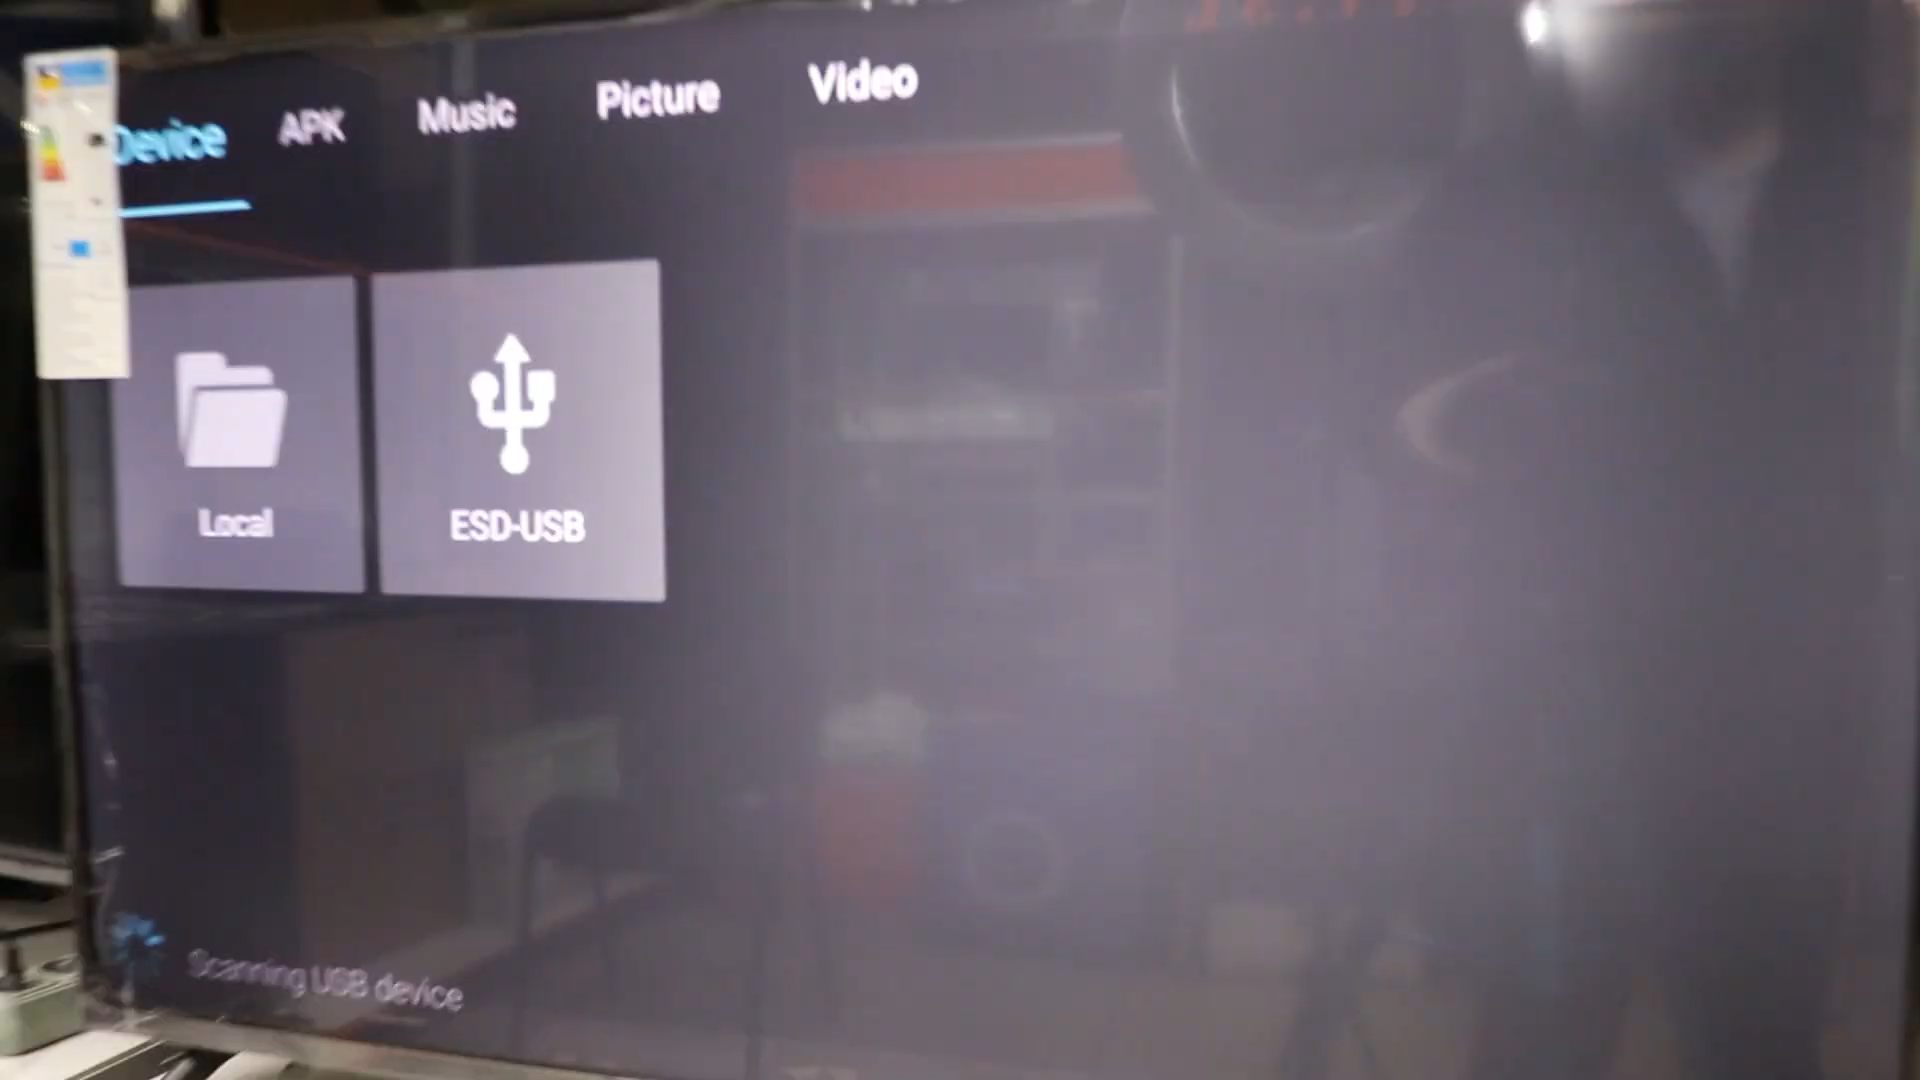 Device APK Music Picture Video
Local
ESD-USB
Scanning USB device